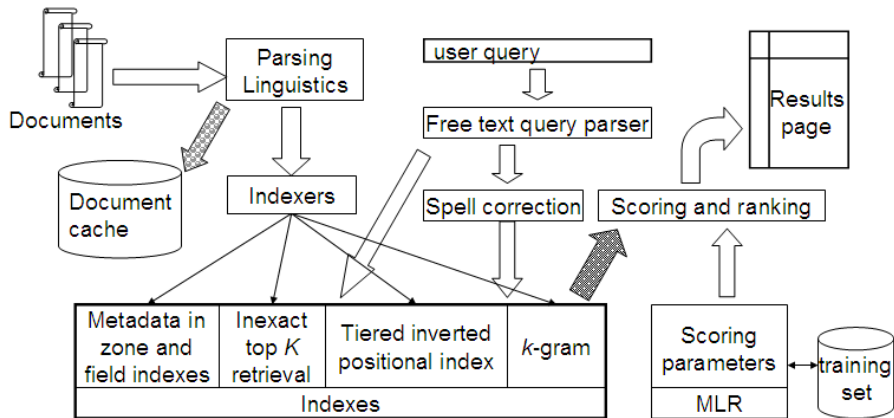 Documents
Parsing
Linguistics
user query
Results
page
Free text query parser
Document
cache
Indexers
Spell correction
Scoring and ranking
Metadata in
zone and
field indexes
Inexact
top K
retrieval
Tiered inverted
positional index
k-gram
Indexes
Scoring
parameters
MLR
training
set